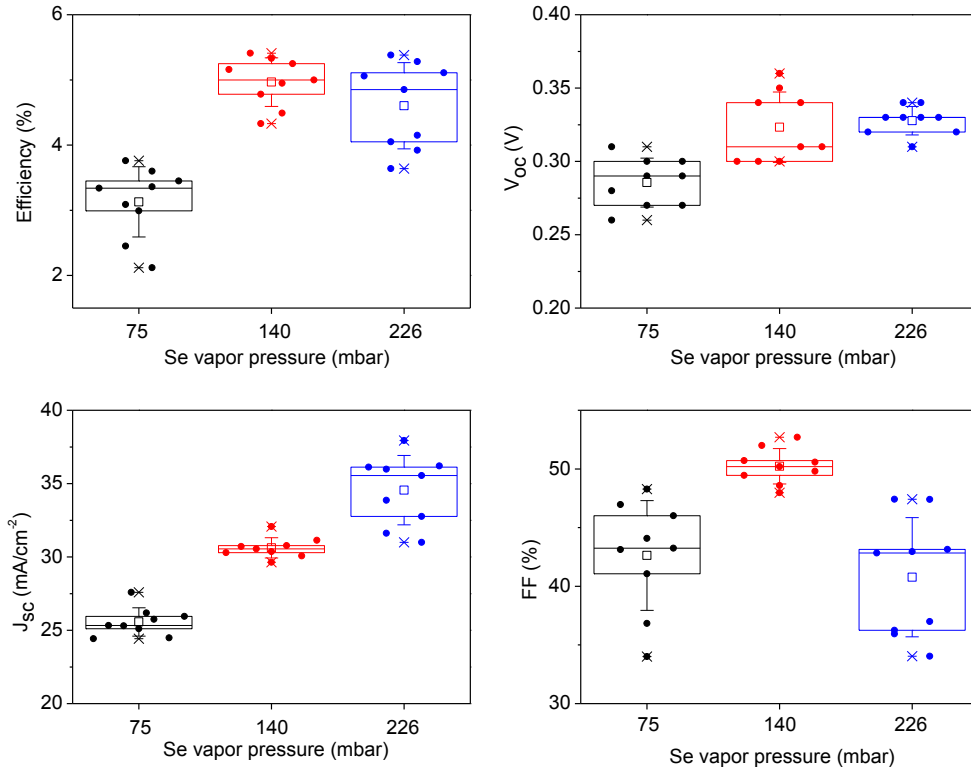 6
4
2
Efficiency (%)
75 140 226
Se vapor pressure (mbar)
0.40
0.35
0.30
0.25
0.20
VOC (V)
75 140 226
Se vapor pressure (mbar)
40
35
30
25
20
JSC (mA/cm-2)
75 140 226
Se vapor pressure (mbar)
50
40
30
FF (%)
75 140 226
Se vapor pressure (mbar)